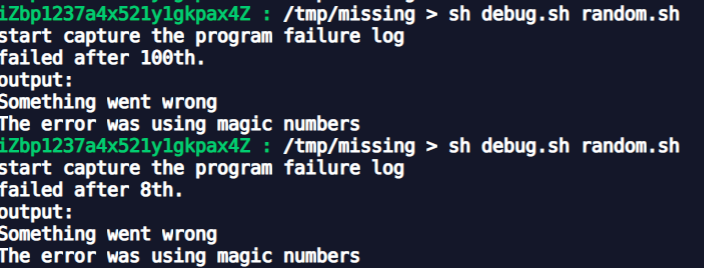 iZbp1237a4x521y1gkpax4Z : /tmp/missing > sh debug.sh random.sh
start capture the program failure log
failed after 100th.
output:
Something went wrong
The error was using magic numbers
iZbp1237a4x521y1gkpax4Z : /tmp/missing > sh debug.sh random.sh
start capture the program failure log
failed after 8th.
output:
Something went wrong
The error was using magic numbers